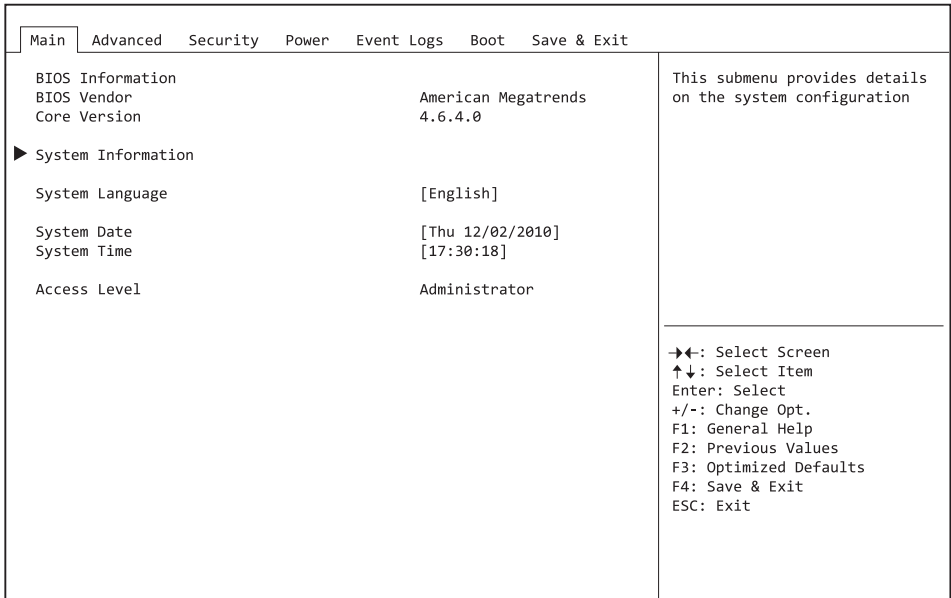 Main Advanced Security Power Event Logs Boot Save & Exit
BIOS Information
BIOS Vendor American Megatrends
Core Version 4.6.4.0
System Information
System Language [English]
System Date [Thu 12/02/2010]
System Time [17:30:18]
Access Level Administrator
This submenu provides details
on the system configuration
→←: Select Screen
↑↓: Select Item
Enter: Select
+/-: Change Opt.
F1: General Help
F2: Previous Values
F3: Optimized Defaults
F4: Save & Exit
ESC: Exit